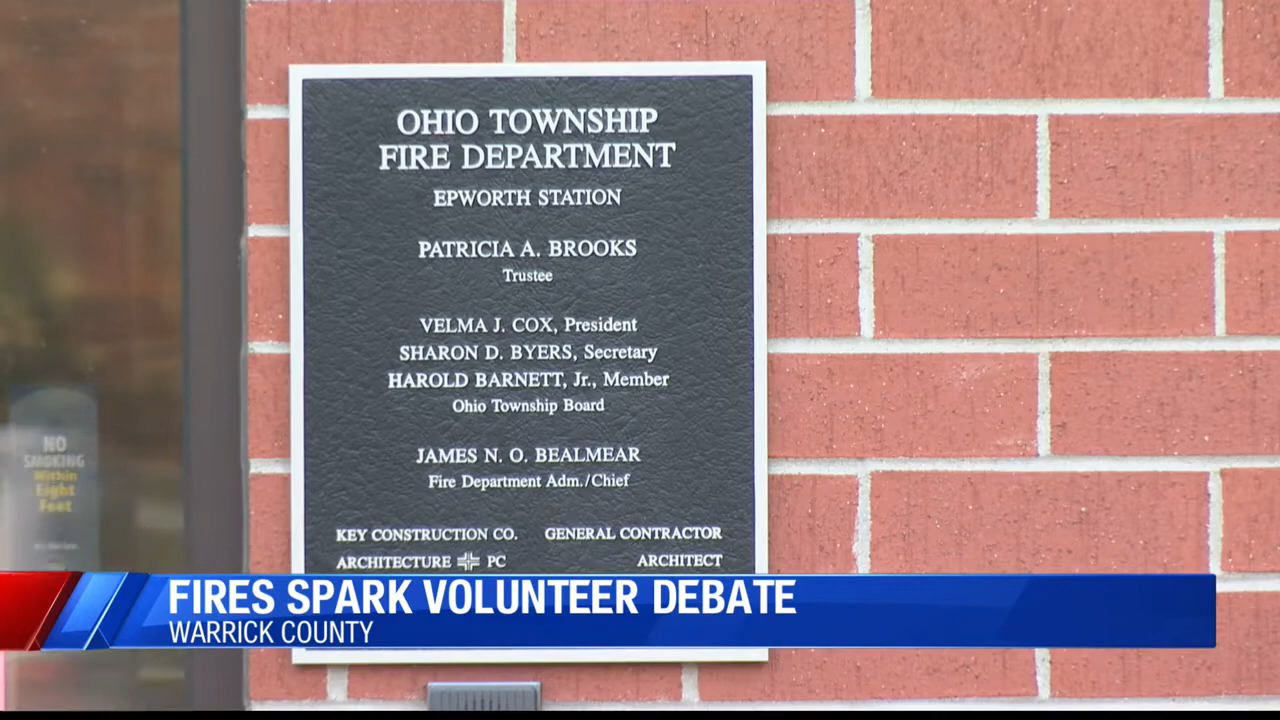 OHIO TOWNSHIP
FIRE DEPARTMENT
EPWORTH STATION
PATRICIA A. BROOKS
Trustee
VELMA J. COX, President
SHARON D. BYERS, Secretary
HAROLD BARNETT, Jr., Member
Ohio Township Board
JAMES N. O. BEALMEAR
Fire Department Adm./Chief
KEY CONSTRUCTION CO. GENERAL CONTRACTOR
ARCHITECTURE PC ARCHITECT
NO
SMOKING
Within
Eight
Feet
FIRES SPARK VOLUNTEER DEBATE
WARRICK COUNTY